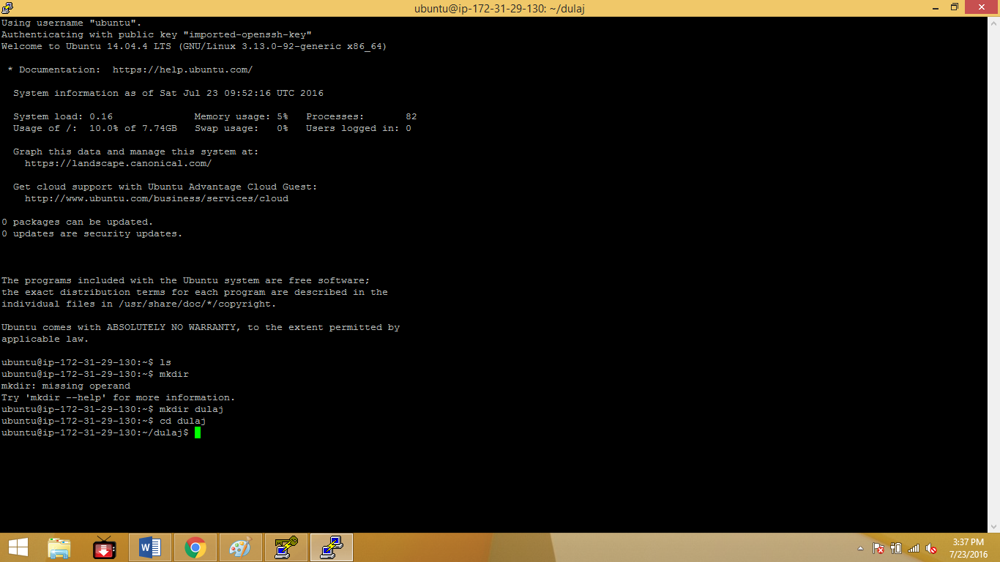 ubuntu@ip-172-31-29-130: ~/dulaj
Using username "ubuntu".
Authenticating with public key "imported-openssh-key"
Welcome to Ubuntu 14.04.4 LTS (GNU/Linux 3.13.0-92-generic x86_64)
* Documentation:  https://help.ubuntu.com/
System information as of Sat Jul 23 09:52:16 UTC 2016
System load: 0.16              Memory usage: 5%   Processes:       82
Usage of /:  10.0% of 7.74GB   Swap usage:   0%   Users logged in: 0
Graph this data and manage this system at:
https://landscape.canonical.com/
Get cloud support with Ubuntu Advantage Cloud Guest:
http://www.ubuntu.com/business/services/cloud
0 packages can be updated.
0 updates are security updates.
The programs included with the Ubuntu system are free software;
the exact distribution terms for each program are described in the
individual files in /usr/share/doc/*/copyright.
Ubuntu comes with ABSOLUTELY NO WARRANTY, to the extent permitted by
applicable law.
ubuntu@ip-172-31-29-130:~$ ls
ubuntu@ip-172-31-29-130:~$ mkdir
mkdir: missing operand
Try 'mkdir --help' for more information.
ubuntu@ip-172-31-29-130:~$ mkdir dulaj
ubuntu@ip-172-31-29-130:~$ cd dulaj
ubuntu@ip-172-31-29-130:~/dulaj$
3:37 PM
7/23/2016